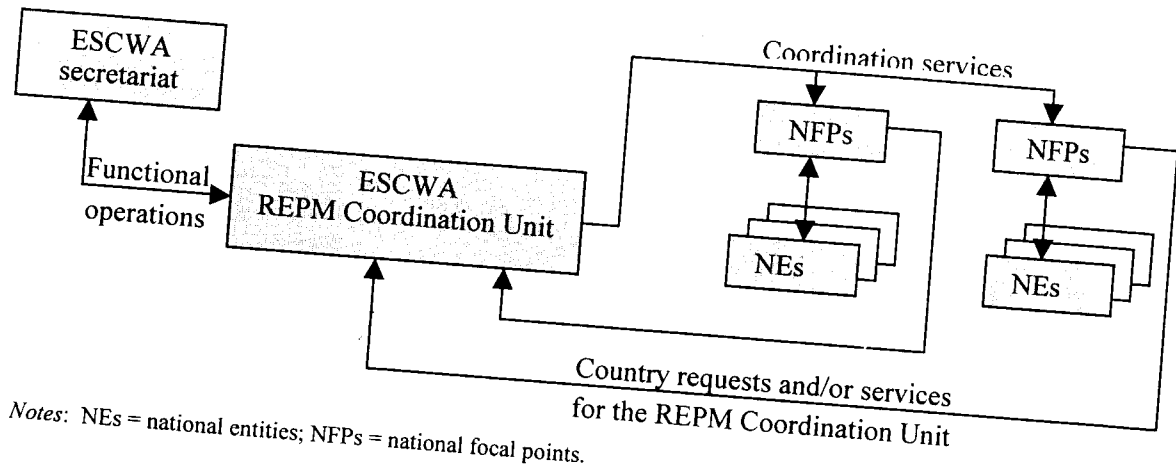 ESCWA
secretariat
Coordination services
NFPs
NFPs
Functional
operations
ESCWA
REPM Coordination Unit
NEs
NEs
Country requests and/or services
for the REPM Coordination Unit
Notes: NEs = national entities; NFPs = national focal points.